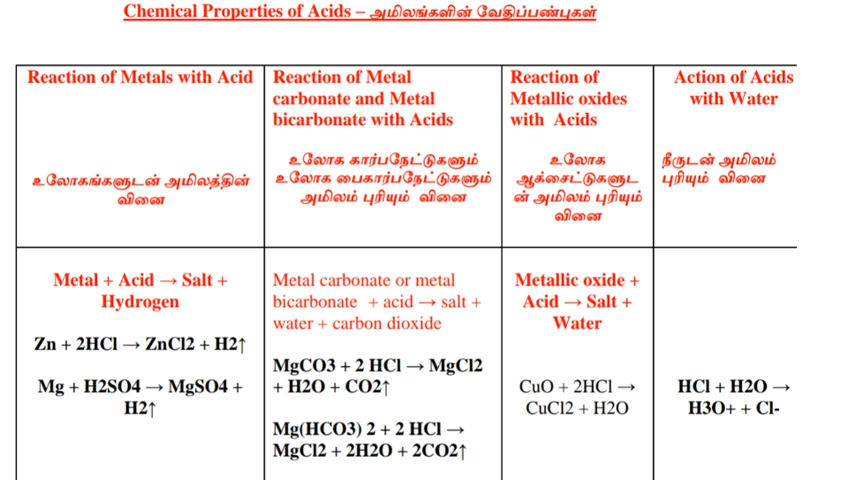 Chemical Properties of Acids – அமிலங்களின் வேதிப்பண்புகள்
Reaction of Metals with Acid
உலோகங்களுடன் அமிலத்தின்
வினை
Reaction of Metal
carbonate and Metal
bicarbonate with Acids
உலோக கார்பநேட்டுகளும்
உலோக பைகார்பநேட்டுகளும்
அமிலம் புரியும் வினை
Reaction of
Metallic oxides
with Acids
உலோக
ஆக்சைட்டுகளுட
ன் அமிலம் புரியும்
வினை
Action of Acids
with Water
நீருடன் அமிலம்
புரியும் வினை
Metal + Acid → Salt +
Hydrogen
Zn + 2HCl → ZnCl2 + H2↑
Mg + H2SO4 → MgSO4 +
H2↑
Metal carbonate or metal
bicarbonate + acid → salt +
water + carbon dioxide
MgCO3 + 2 HCl → MgCl2
+ H2O + CO2↑
Mg(HCO3) 2 + 2 HCl →
MgCl2 + 2H2O + 2CO2↑
Metallic oxide +
Acid → Salt +
Water
CuO + 2HCl →
CuCl2 + H2O
HCl + H2O →
H3O+ + Cl-